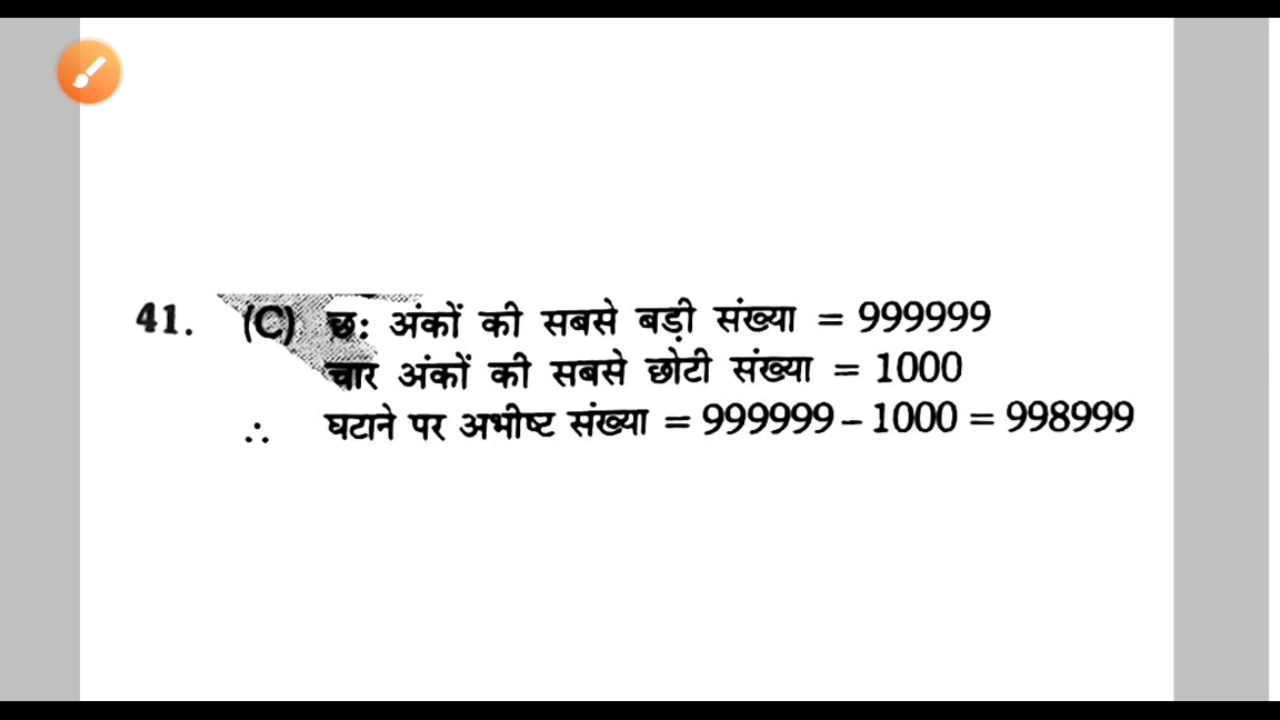 41. (C) छ: अंकों की सबसे बड़ी संख्या = 999999
चार अंकों की सबसे छोटी संख्या = 1000
∴ घटाने पर अभीष्ट संख्या = 999999 – 1000 = 998999